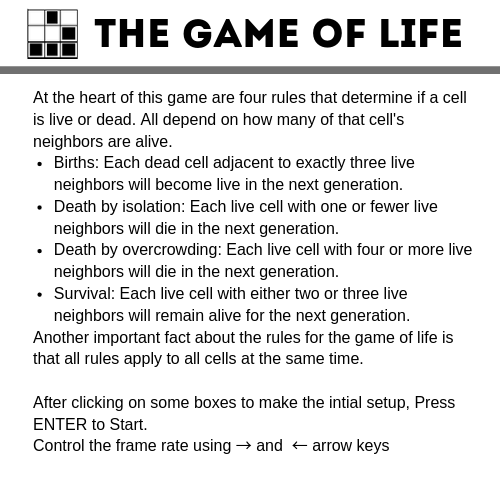 THE GAME OF LIFE
At the heart of this game are four rules that determine if a cell
is live or dead. All depend on how many of that cell's
neighbors are alive.
• Births: Each dead cell adjacent to exactly three live
neighbors will become live in the next generation.
• Death by isolation: Each live cell with one or fewer live
neighbors will die in the next generation.
• Death by overcrowding: Each live cell with four or more live
neighbors will die in the next generation.
• Survival: Each live cell with either two or three live
neighbors will remain alive for the next generation.
Another important fact about the rules for the game of life is
that all rules apply to all cells at the same time.
After clicking on some boxes to make the intial setup, Press
ENTER to Start.
Control the frame rate using → and ← arrow keys